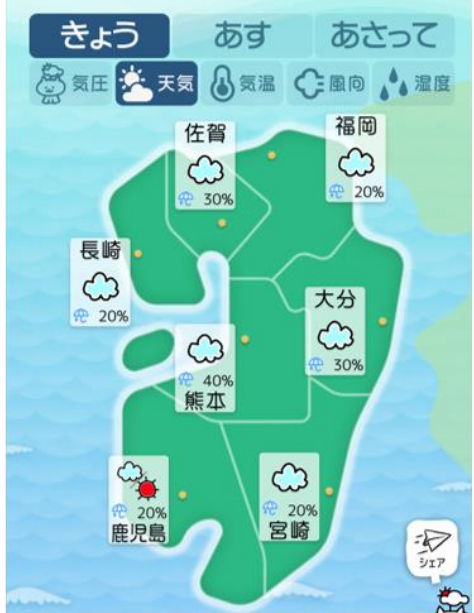 きょう あす あさって
気圧 天気 気温 風向 湿度
佐賀
30%
福岡
20%
長崎
20%
大分
30%
40%
熊本
20%
鹿児島
20%
宮崎
シェア